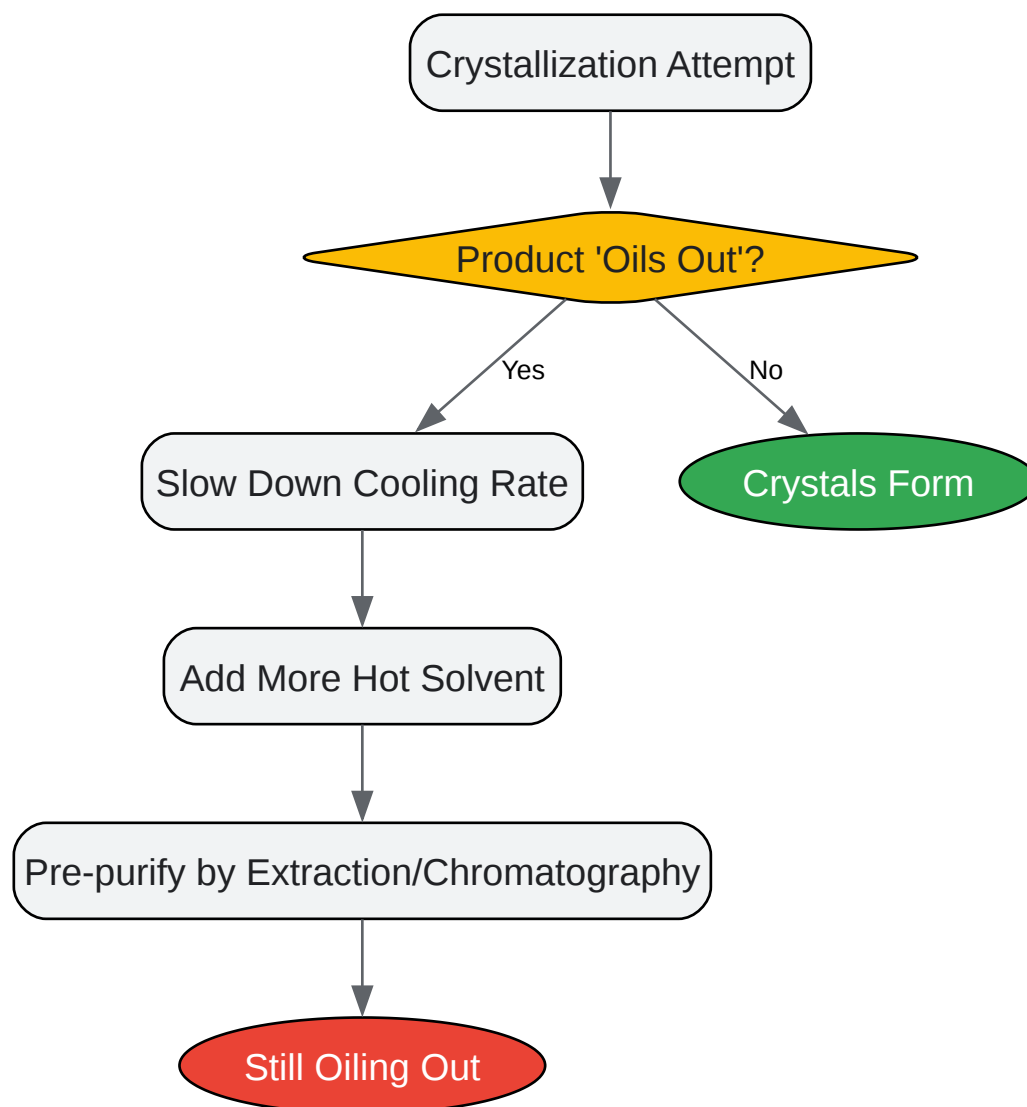 Crystallization Attempt
Product 'Oils Out'?
Yes
No
Slow Down Cooling Rate
Crystals Form
Add More Hot Solvent
Pre-purify by Extraction/Chromatography
Still Oiling Out